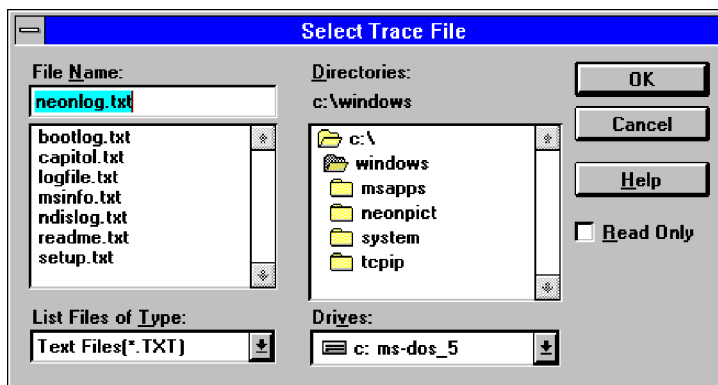 Select Trace File
File Name:
neonlog.txt
bootlog.txt
capitol.txt
logfile.txt
msinfo.txt
ndislog.txt
readme.txt
setup.txt
List Files of Type:
Text Files(*.TXT)
Directories:
c:\windows
c:\
windows
msapps
neonpict
system
tcpip
Drives:
c: ms-dos_5
OK
Cancel
Help
Read Only